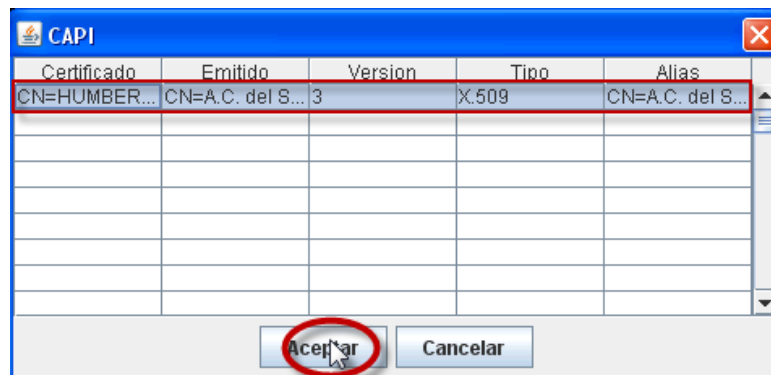 CAPI
Certificado Emitido Version Tipo Alias
CN=HUMBER... CN=A.C. del S... 3 X.509 CN=A.C. del S...
Aceptar Cancelar